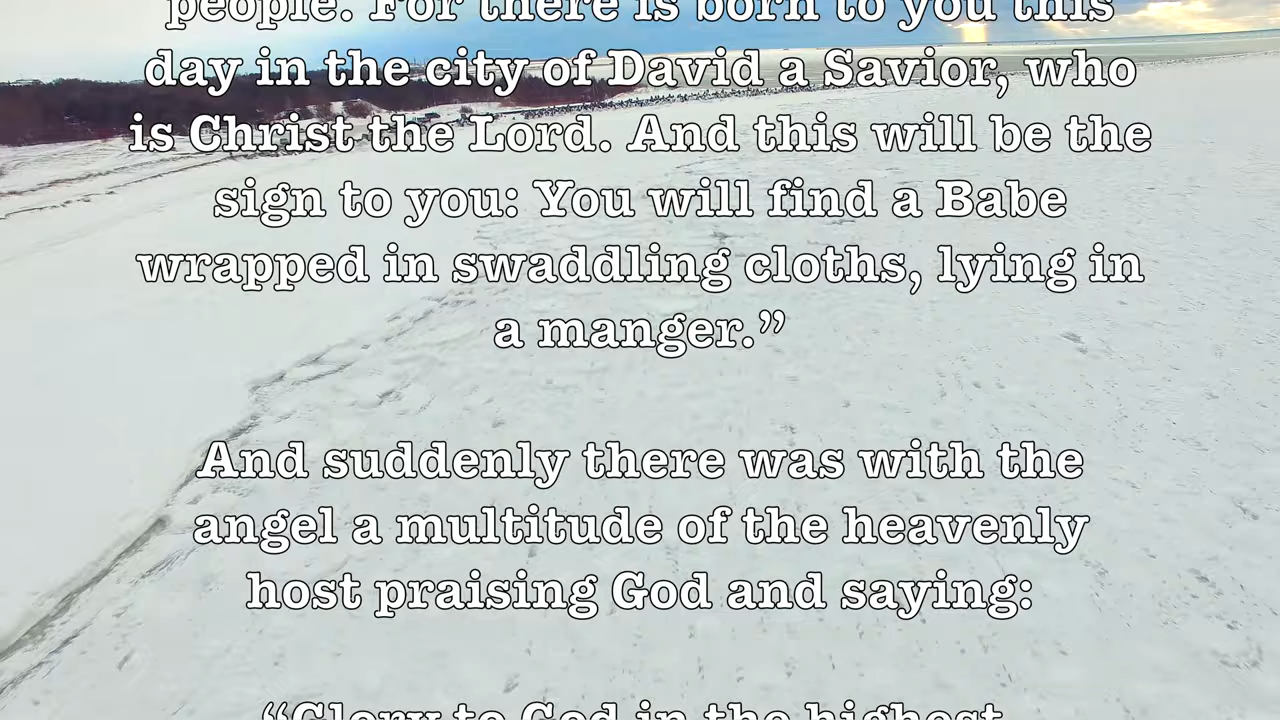 people. For there is born to you this
day in the city of David a Savior, who
is Christ the Lord. And this will be the
sign to you: You will find a Babe
wrapped in swaddling cloths, lying in
a manger.”
And suddenly there was with the
angel a multitude of the heavenly
host praising God and saying:
“Glory to God in the highest